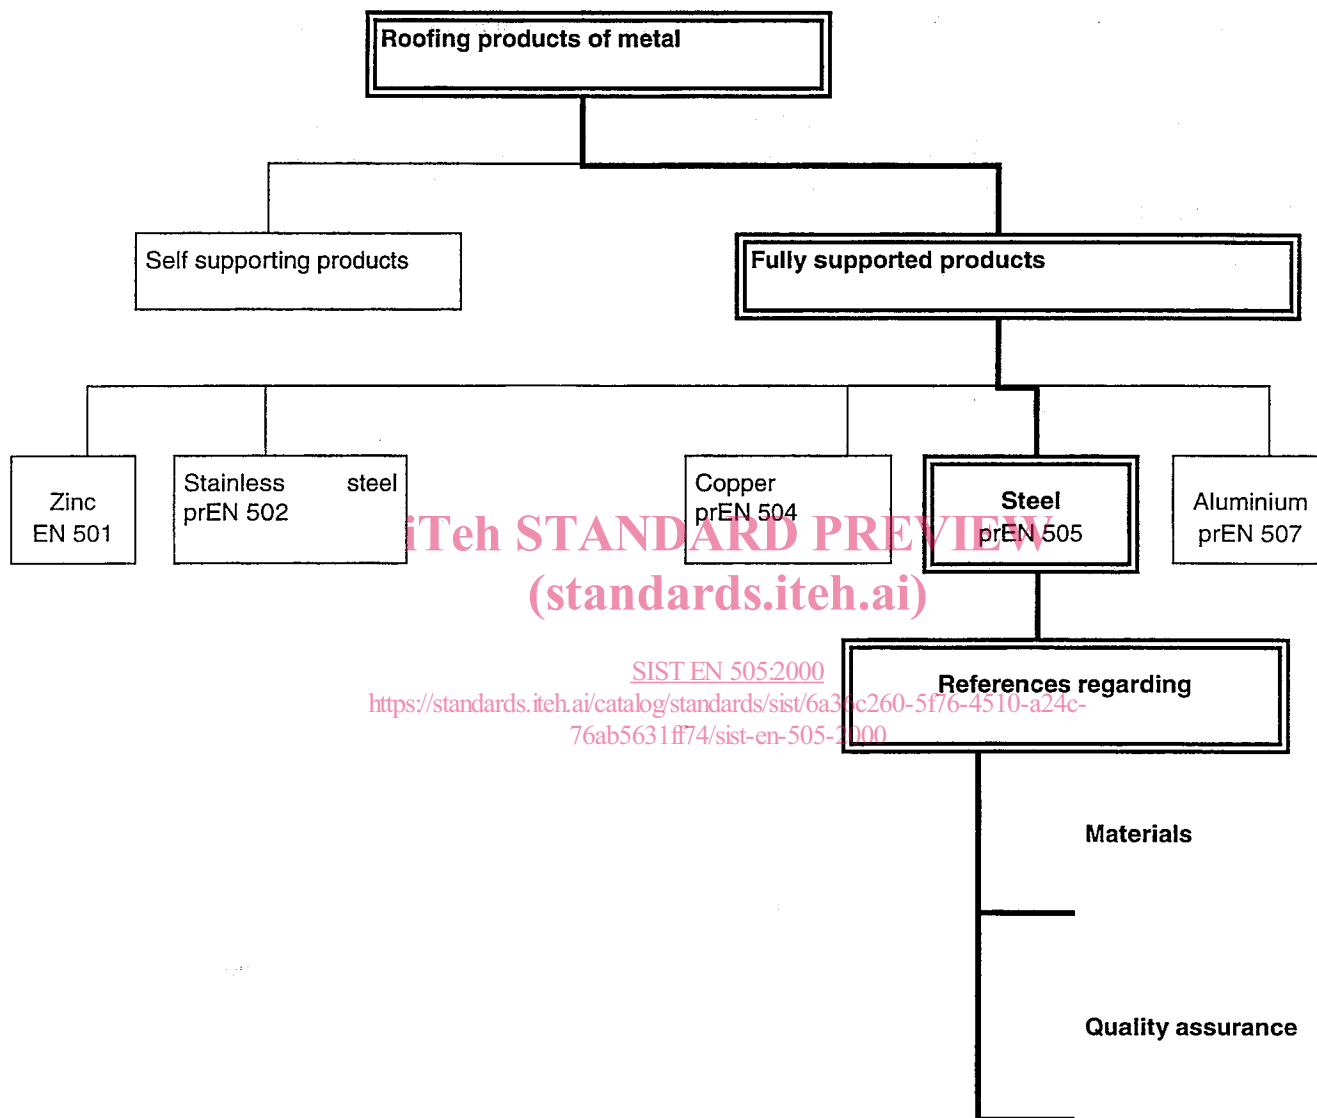 Roofing products of metal
Self supporting products
Fully supported products
Zinc
EN 501
Stainless steel
prEN 502
Copper
prEN 504
Steel
prEN 505
Aluminium
prEN 507
iTeh STANDARD PREVIEW
(standards.iteh.ai)
References regarding
SIST EN 505:2000
https://standards.iteh.ai/catalog/standards/sist/6a36c260-5f76-4510-a24c-
76ab5631ff74/sist-en-505-2000
Materials
Quality assurance